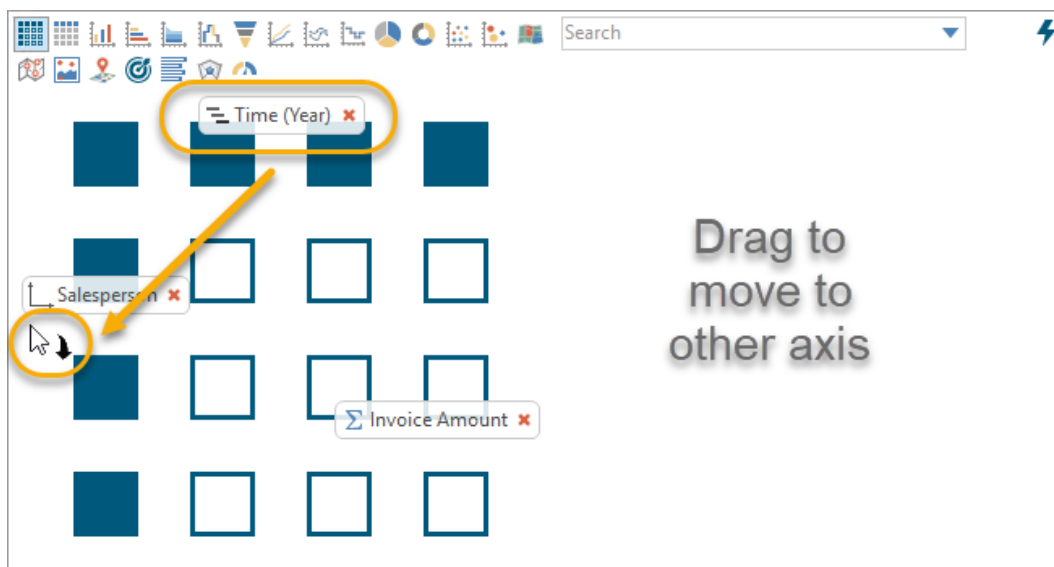 Search
Time (Year)
Salesperson
Invoice Amount
Drag to
move to
other axis